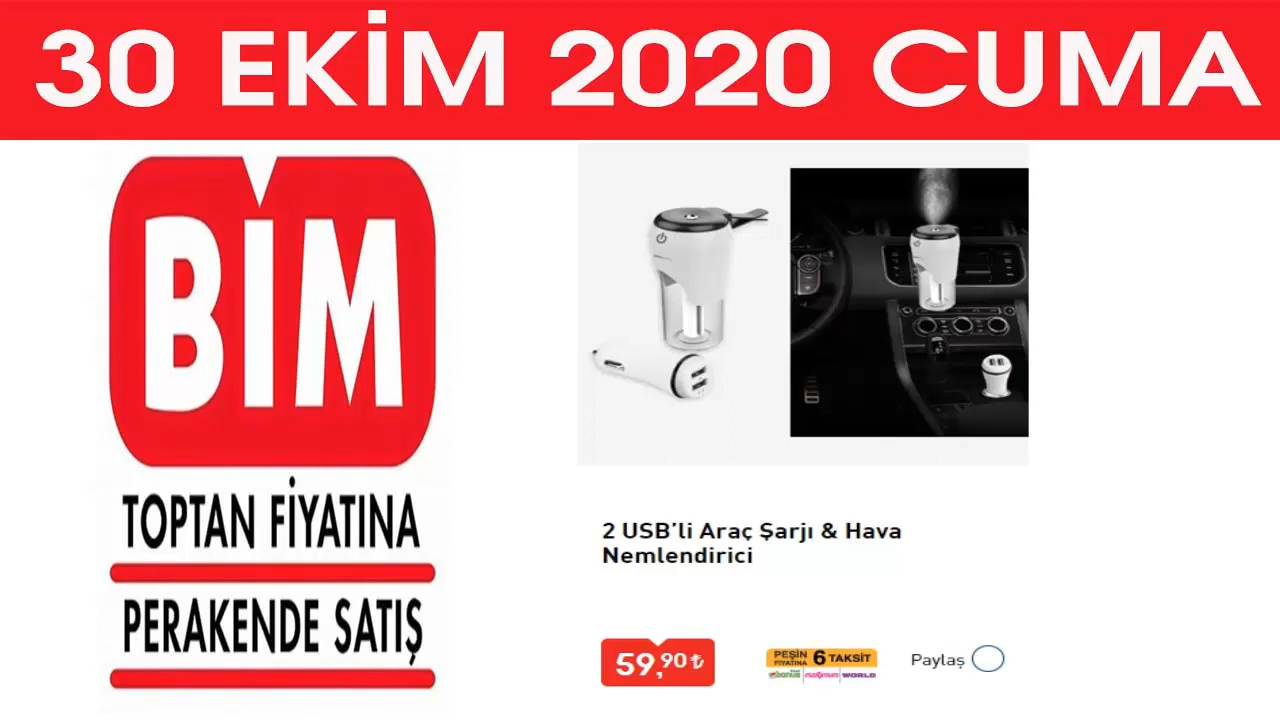 30 EKİM 2020 CUMA
BİM
TOPTAN FİYATINA
PERAKENDE SATIŞ
2 USB'li Araç Şarjı & Hava
Nemlendirici
59,90 ₺
PEŞİN
FİYATINA 6 TAKSİT
bonus maximum WORLD
Paylaş